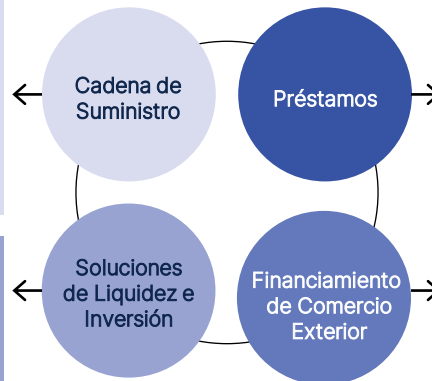 Cadena de
Suministro
Préstamos
Soluciones
de Liquidez e
Inversión
Financiamiento
de Comercio
Exterior